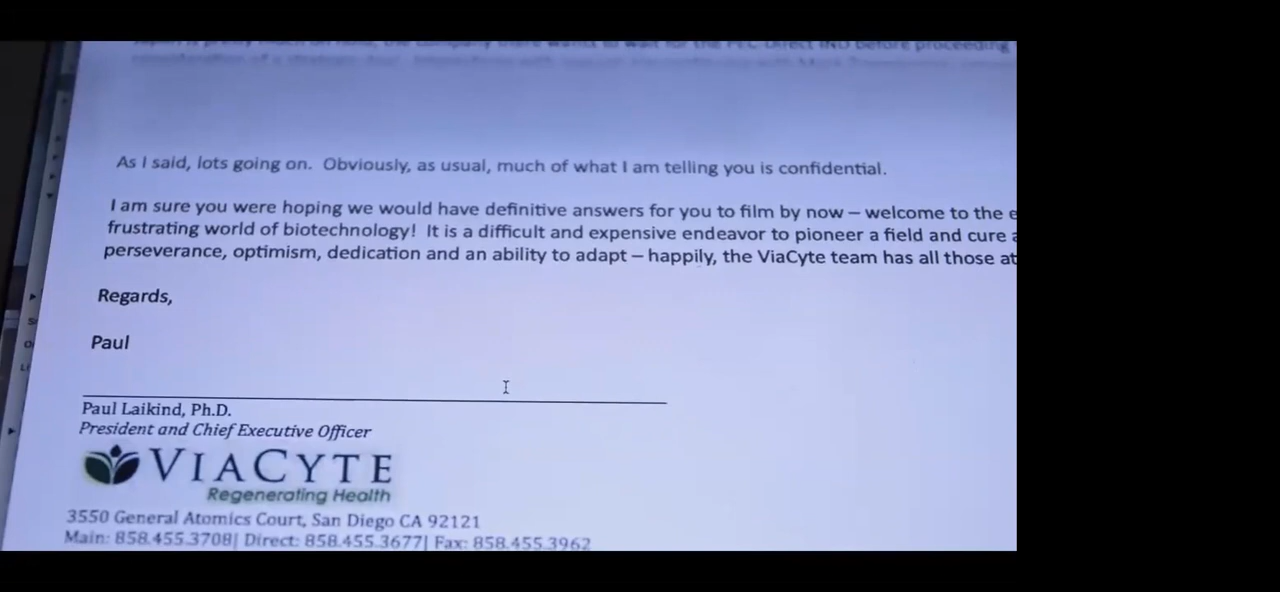 As I said, lots going on. Obviously, as usual, much of what I am telling you is confidential.
I am sure you were hoping we would have definitive answers for you to film by now – welcome to the e
frustrating world of biotechnology! It is a difficult and expensive endeavor to pioneer a field and cure a
perseverance, optimism, dedication and an ability to adapt – happily, the ViaCyte team has all those at
Regards,
Paul
Paul Laikind, Ph.D.
President and Chief Executive Officer
VIACYTE
Regenerating Health
3550 General Atomics Court, San Diego CA 92121
Main: 858.455.3708| Direct: 858.455.3677| Fax: 858.455.3962